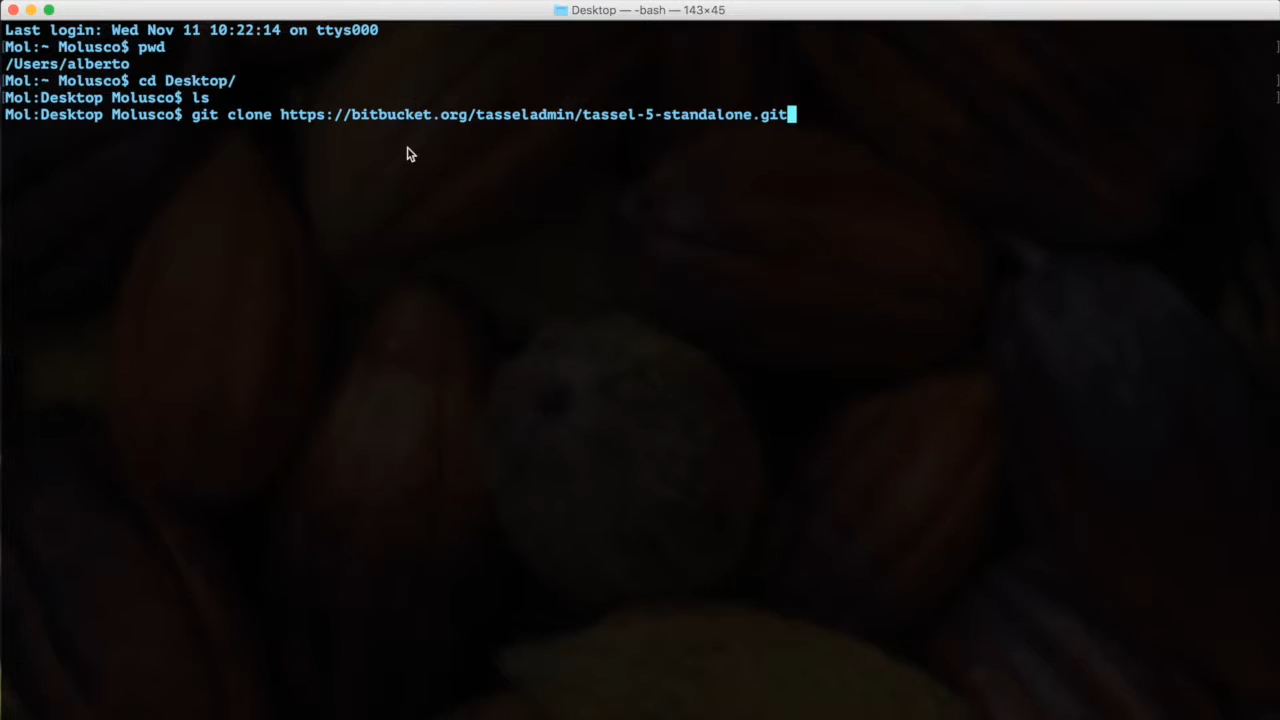 Desktop — -bash — 143×45
Last login: Wed Nov 11 10:22:14 on ttys000
Mol:~ Molusco$ pwd
/Users/alberto
Mol:~ Molusco$ cd Desktop/
Mol:Desktop Molusco$ ls
Mol:Desktop Molusco$ git clone https://bitbucket.org/tasseladmin/tassel-5-standalone.git